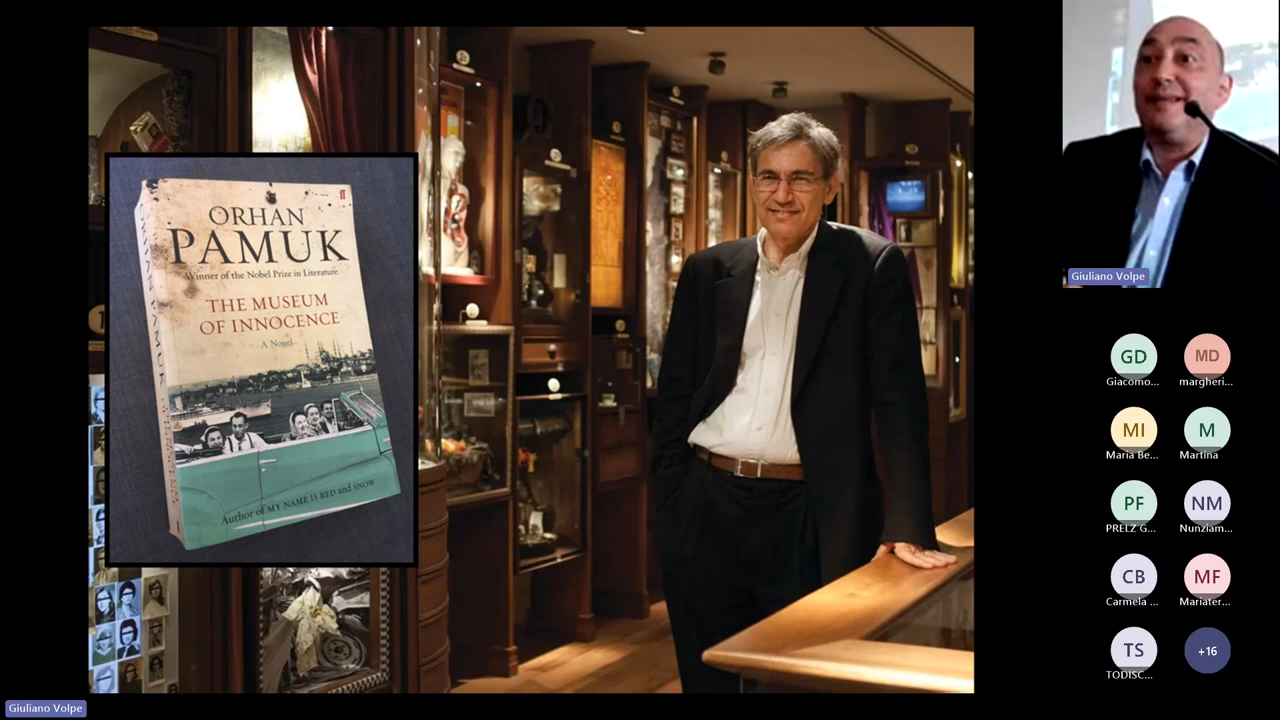 ORHAN
PAMUK
Winner of the Nobel Prize in Literature
THE MUSEUM
OF INNOCENCE
A Novel
Author of MY NAME IS RED and SNOW
Giuliano Volpe
GD
Giacomo...
MD
margheri...
MI
Maria Be...
M
Martina
PF
PRELZ G...
NM
Nunziam...
CB
Carmela ...
MF
Mariater...
TS
TODISC...
+16
Giuliano Volpe